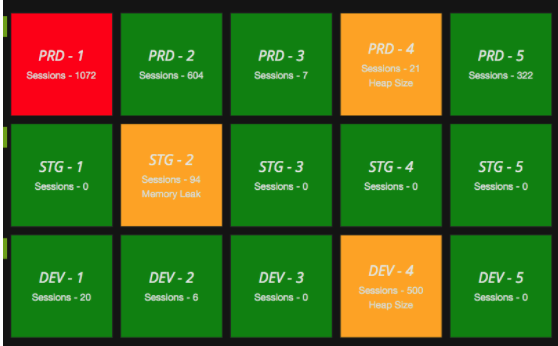 PRD - 1
Sessions - 1072
PRD - 2
Sessions - 604
PRD - 3
Sessions - 7
PRD - 4
Sessions - 21
Heap Size
PRD - 5
Sessions - 322
STG - 1
Sessions - 0
STG - 2
Sessions - 94
Memory Leak
STG - 3
Sessions - 0
STG - 4
Sessions - 0
STG - 5
Sessions - 0
DEV - 1
Sessions - 20
DEV - 2
Sessions - 6
DEV - 3
Sessions - 0
DEV - 4
Sessions - 500
Heap Size
DEV - 5
Sessions - 0